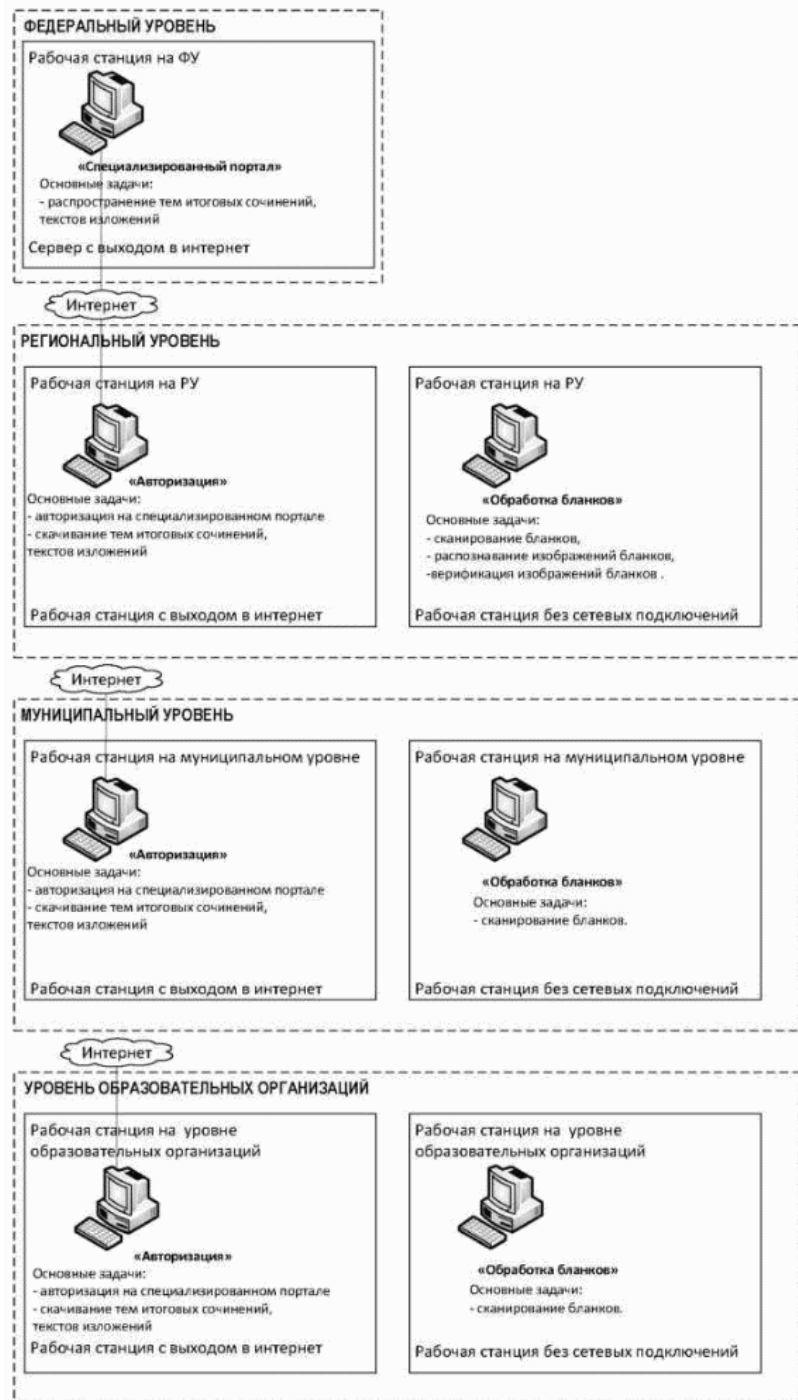 ФЕДЕРАЛЬНЫЙ УРОВЕНЬ
Рабочая станция на ФУ
«Специализированный портал»
Основные задачи:
- распространение тем итоговых сочинений,
текстов изложений
Сервер с выходом в интернет
Интернет
РЕГИОНАЛЬНЫЙ УРОВЕНЬ
Рабочая станция на РУ
«Авторизация»
Основные задачи:
- авторизация на специализированном портале
- скачивание тем итоговых сочинений,
текстов изложений
Рабочая станция с выходом в интернет
Рабочая станция на РУ
«Обработка бланков»
Основные задачи:
- сканирование бланков,
- распознавание изображений бланков,
-верификация изображений бланков .
Рабочая станция без сетевых подключений
Интернет
МУНИЦИПАЛЬНЫЙ УРОВЕНЬ
Рабочая станция на муниципальном уровне
«Авторизация»
Основные задачи:
- авторизация на специализированном портале
- скачивание тем итоговых сочинений,
текстов изложений
Рабочая станция с выходом в интернет
Рабочая станция на муниципальном уровне
«Обработка бланков»
Основные задачи:
- сканирование бланков.
Рабочая станция без сетевых подключений
Интернет
УРОВЕНЬ ОБРАЗОВАТЕЛЬНЫХ ОРГАНИЗАЦИЙ
Рабочая станция на уровне
образовательных организаций
«Авторизация»
Основные задачи:
- авторизация на специализированном портале
- скачивание тем итоговых сочинений,
текстов изложений
Рабочая станция с выходом в интернет
Рабочая станция на уровне
образовательных организаций
«Обработка бланков»
Основные задачи:
- сканирование бланков.
Рабочая станция без сетевых подключений